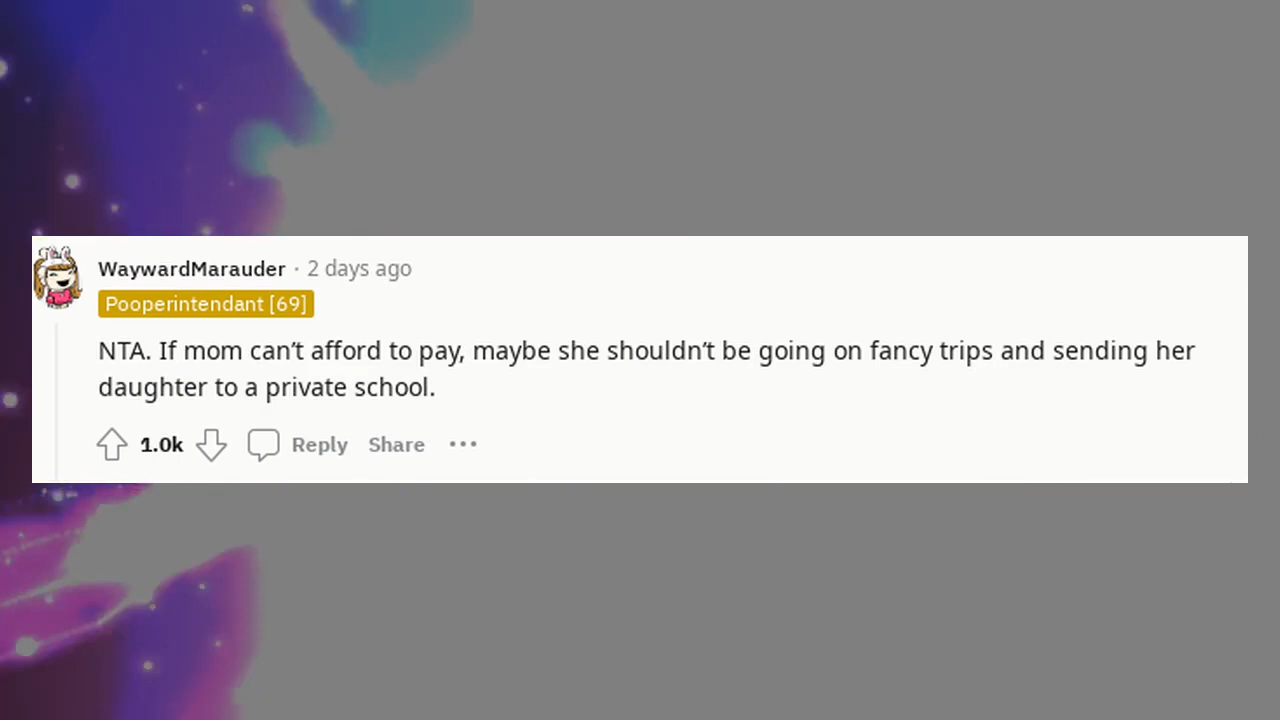 WaywardMarauder · 2 days ago
Pooperintendant [69]
NTA. If mom can’t afford to pay, maybe she shouldn’t be going on fancy trips and sending her
daughter to a private school.
1.0k Reply Share •••